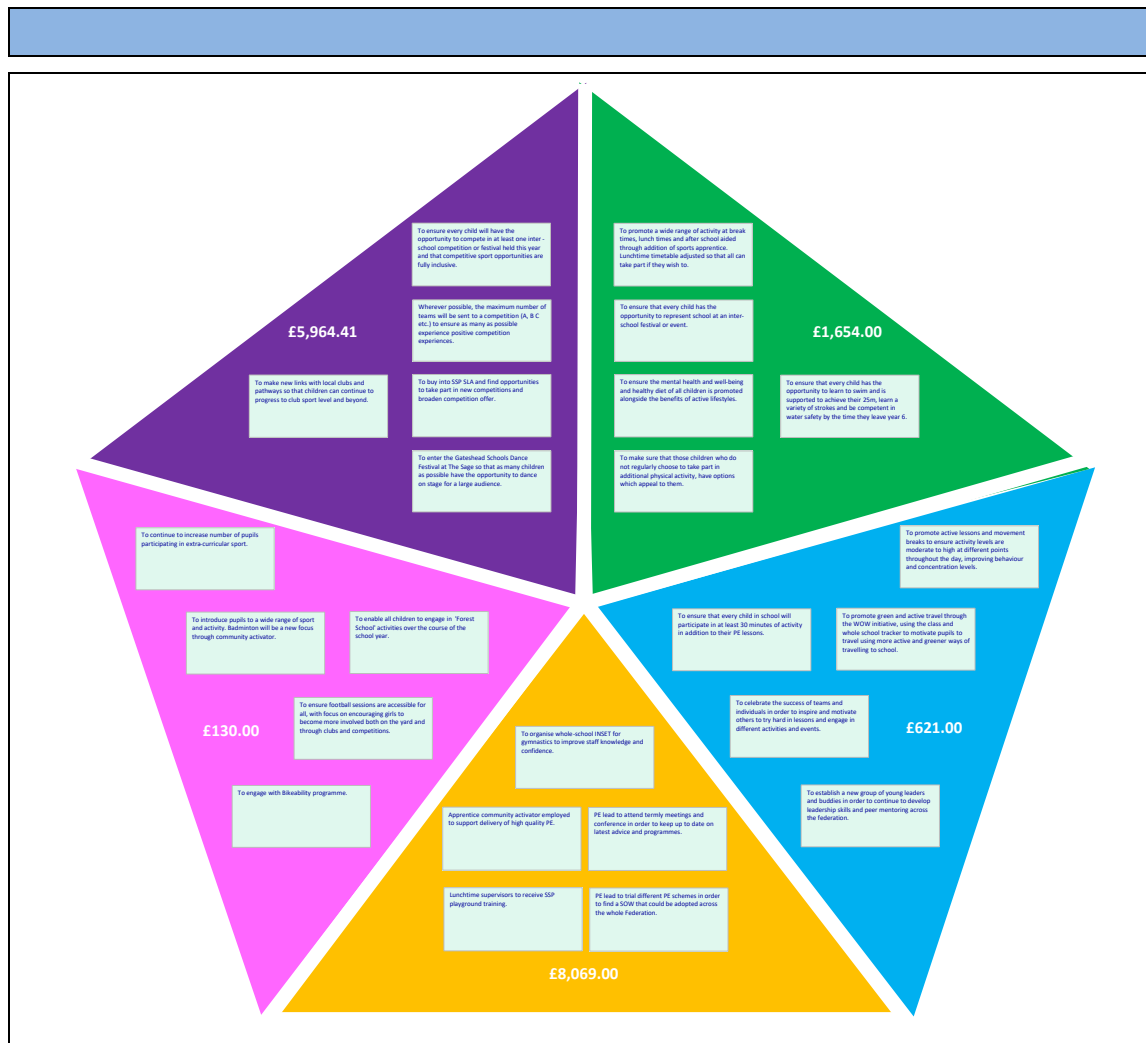 To ensure every child will have the
opportunity to compete in at least one inter-
school competition or festival held this year
and that competitive sport opportunities are
fully inclusive.
Wherever possible, the maximum number of
teams will be sent to a competition (A, B C
etc.) to ensure as many as possible
experience positive competition
experiences.
£5,964.41
To make new links with local clubs and
pathways so that children can continue to
progress to club sport level and beyond.
To buy into SSP SLA and find opportunities
to take part in new competitions and
broaden competition offer.
To enter the Gateshead Schools Dance
Festival at The Sage so that as many children
as possible have the opportunity to dance
on stage for a large audience.
To promote a wide range of activity at break
times, lunch times and after school aided
through addition of sports apprentice.
Lunchtime timetable adjusted so that all can
take part if they wish to.
To ensure that every child has the
opportunity to represent school at an inter-
school festival or event.
£1,654.00
To ensure the mental health and well-being
and healthy diet of all children is promoted
alongside the benefits of active lifestyles.
To ensure that every child has the
opportunity to learn to swim and is
supported to achieve their 25m, learn a
variety of strokes and be competent in
water safety by the time they leave year 6.
To make sure that those children who do
not regularly choose to take part in
additional physical activity, have options
which appeal to them.
To continue to increase number of pupils
participating in extra-curricular sport.
To introduce pupils to a wide range of sport
and activity. Badminton will be a new focus
through community activator.
To enable all children to engage in 'Forest
School' activities over the course of the
school year.
To ensure football sessions are accessible for
all, with focus on encouraging girls to
become more involved both on the yard and
through clubs and competitions.
£130.00
To engage with Bikeability programme.
To promote active lessons and movement
breaks to ensure activity levels are
moderate to high at different points
throughout the day, improving behaviour
and concentration levels.
To ensure that every child in school will
participate in at least 30 minutes of activity
in addition to their PE lessons.
To promote green and active travel through
the WOW initiative, using the class and
whole school tracker to motivate pupils to
travel using more active and greener ways of
travelling to school.
To celebrate the success of teams and
individuals in order to inspire and motivate
others to try hard in lessons and engage in
different activities and events.
£621.00
To establish a new group of young leaders
and buddies in order to continue to develop
leadership skills and peer mentoring across
the federation.
To organise whole-school INSET for
gymnastics to improve staff knowledge and
confidence.
Apprentice community activator employed
to support delivery of high quality PE.
PE lead to attend termly meetings and
conference in order to keep up to date on
latest advice and programmes.
Lunchtime supervisors to receive SSP
playground training.
PE lead to trial different PE schemes in order
to find a SOW that could be adopted across
the whole Federation.
£8,069.00